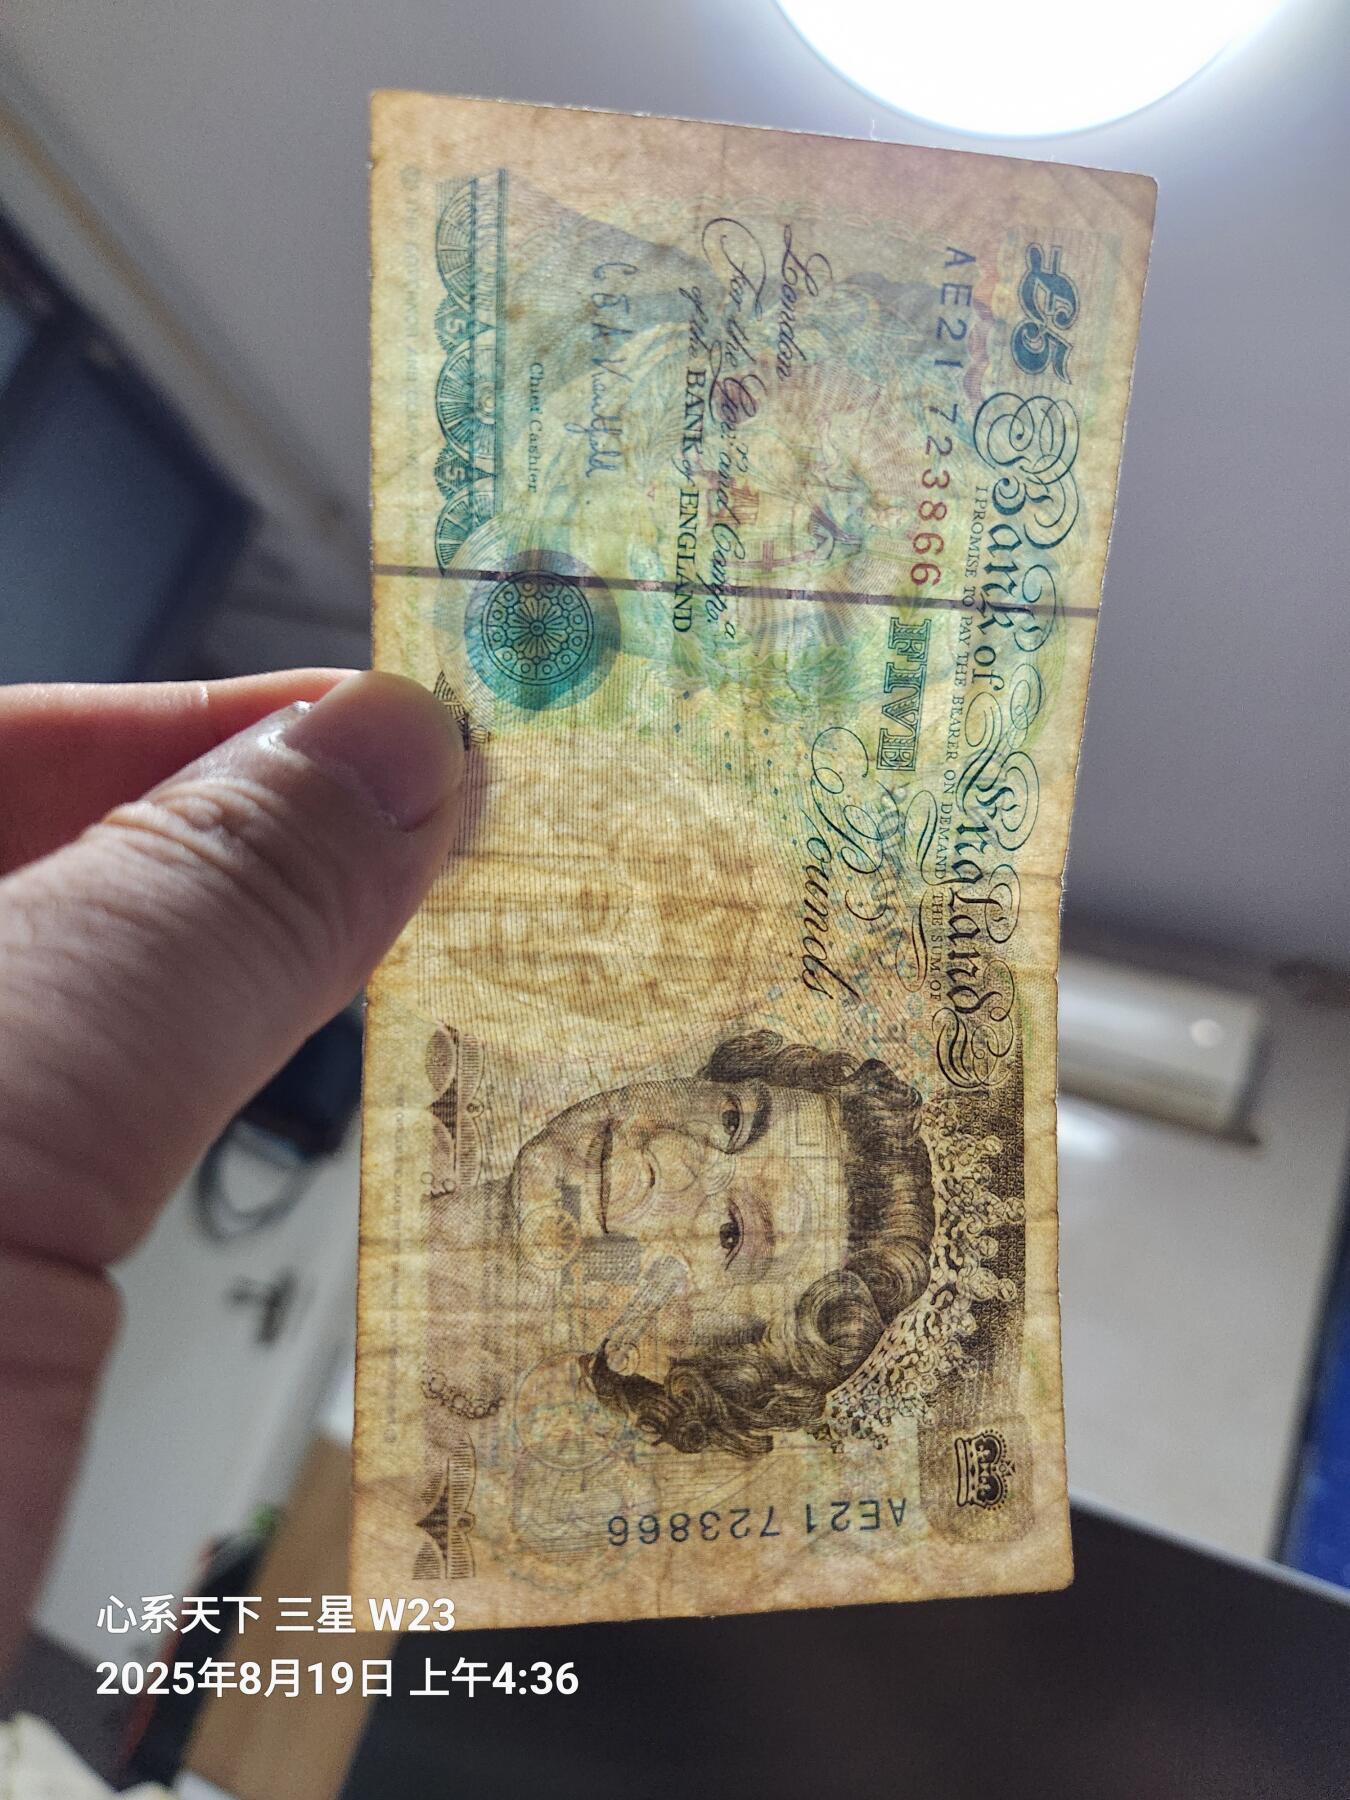 £5
Bank of England
I PROMISE TO PAY THE BEARER ON DEMAND THE SUM OF
AE21 723866
FIVE
Pounds
London
For the Govr. and Compa.
of the BANK of ENGLAND
Chief Cashier
AE21 723866
心系天下 三星 W23
2025年8月19日 上午4:36